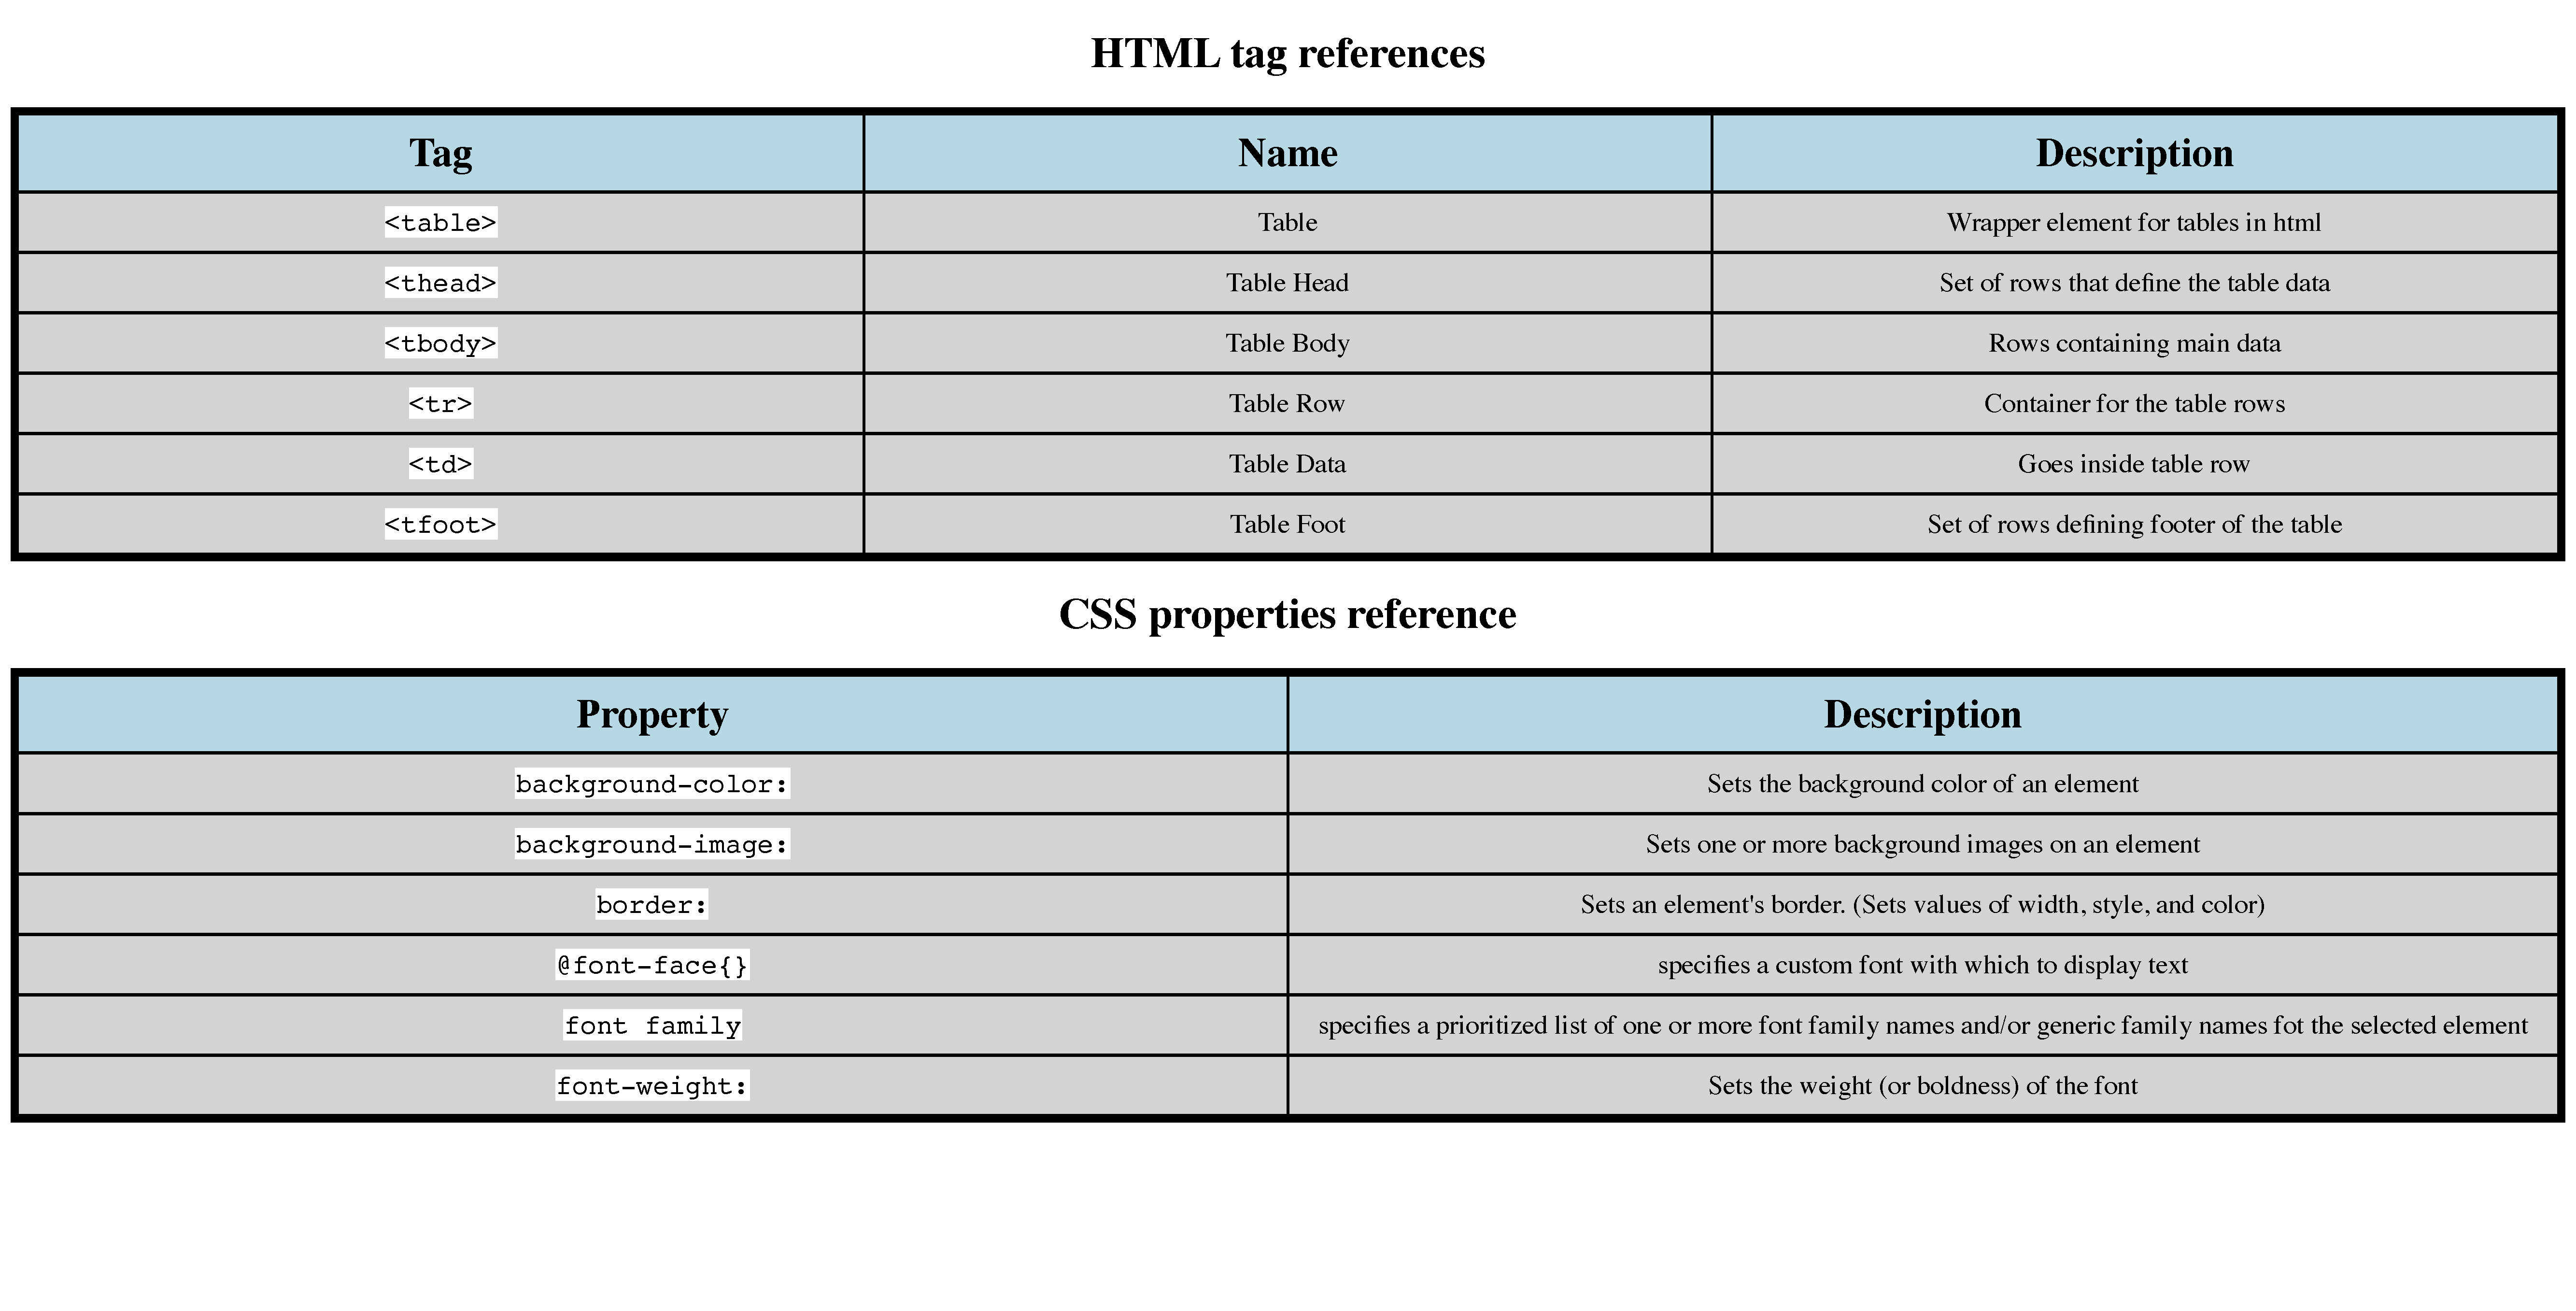 HTML tag references
Tag Name Description
<table> Table Wrapper element for tables in html
<thead> Table Head Set of rows that define the table data
<tbody> Table Body Rows containing main data
<tr> Table Row Container for the table rows
<td> Table Data Goes inside table row
<tfoot> Table Foot Set of rows defining footer of the table
CSS properties reference
Property Description
background-color: Sets the background color of an element
background-image: Sets one or more background images on an element
border: Sets an element's border. (Sets values of width, style, and color)
@font-face{} specifies a custom font with which to display text
font family specifies a prioritized list of one or more font family names and/or generic family names fot the selected element
font-weight: Sets the weight (or boldness) of the font